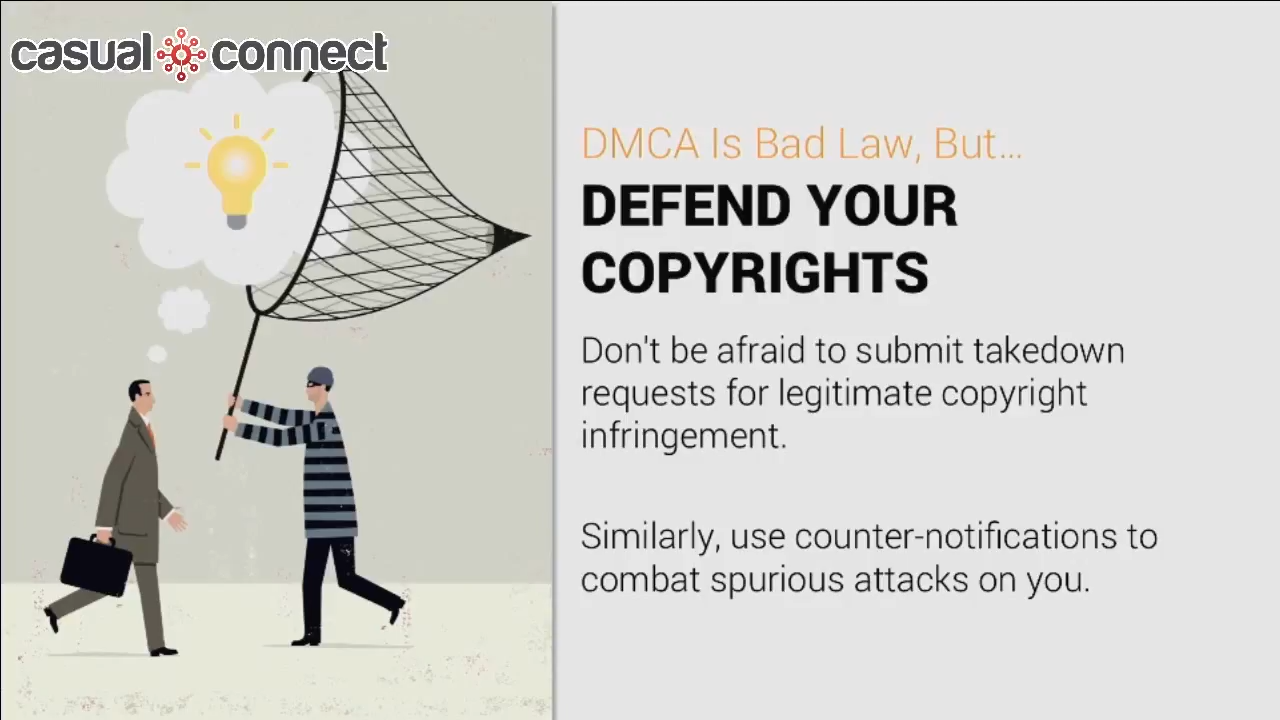 casual connect
DMCA Is Bad Law, But...
DEFEND YOUR
COPYRIGHTS
Don't be afraid to submit takedown
requests for legitimate copyright
infringement.
Similarly, use counter-notifications to
combat spurious attacks on you.